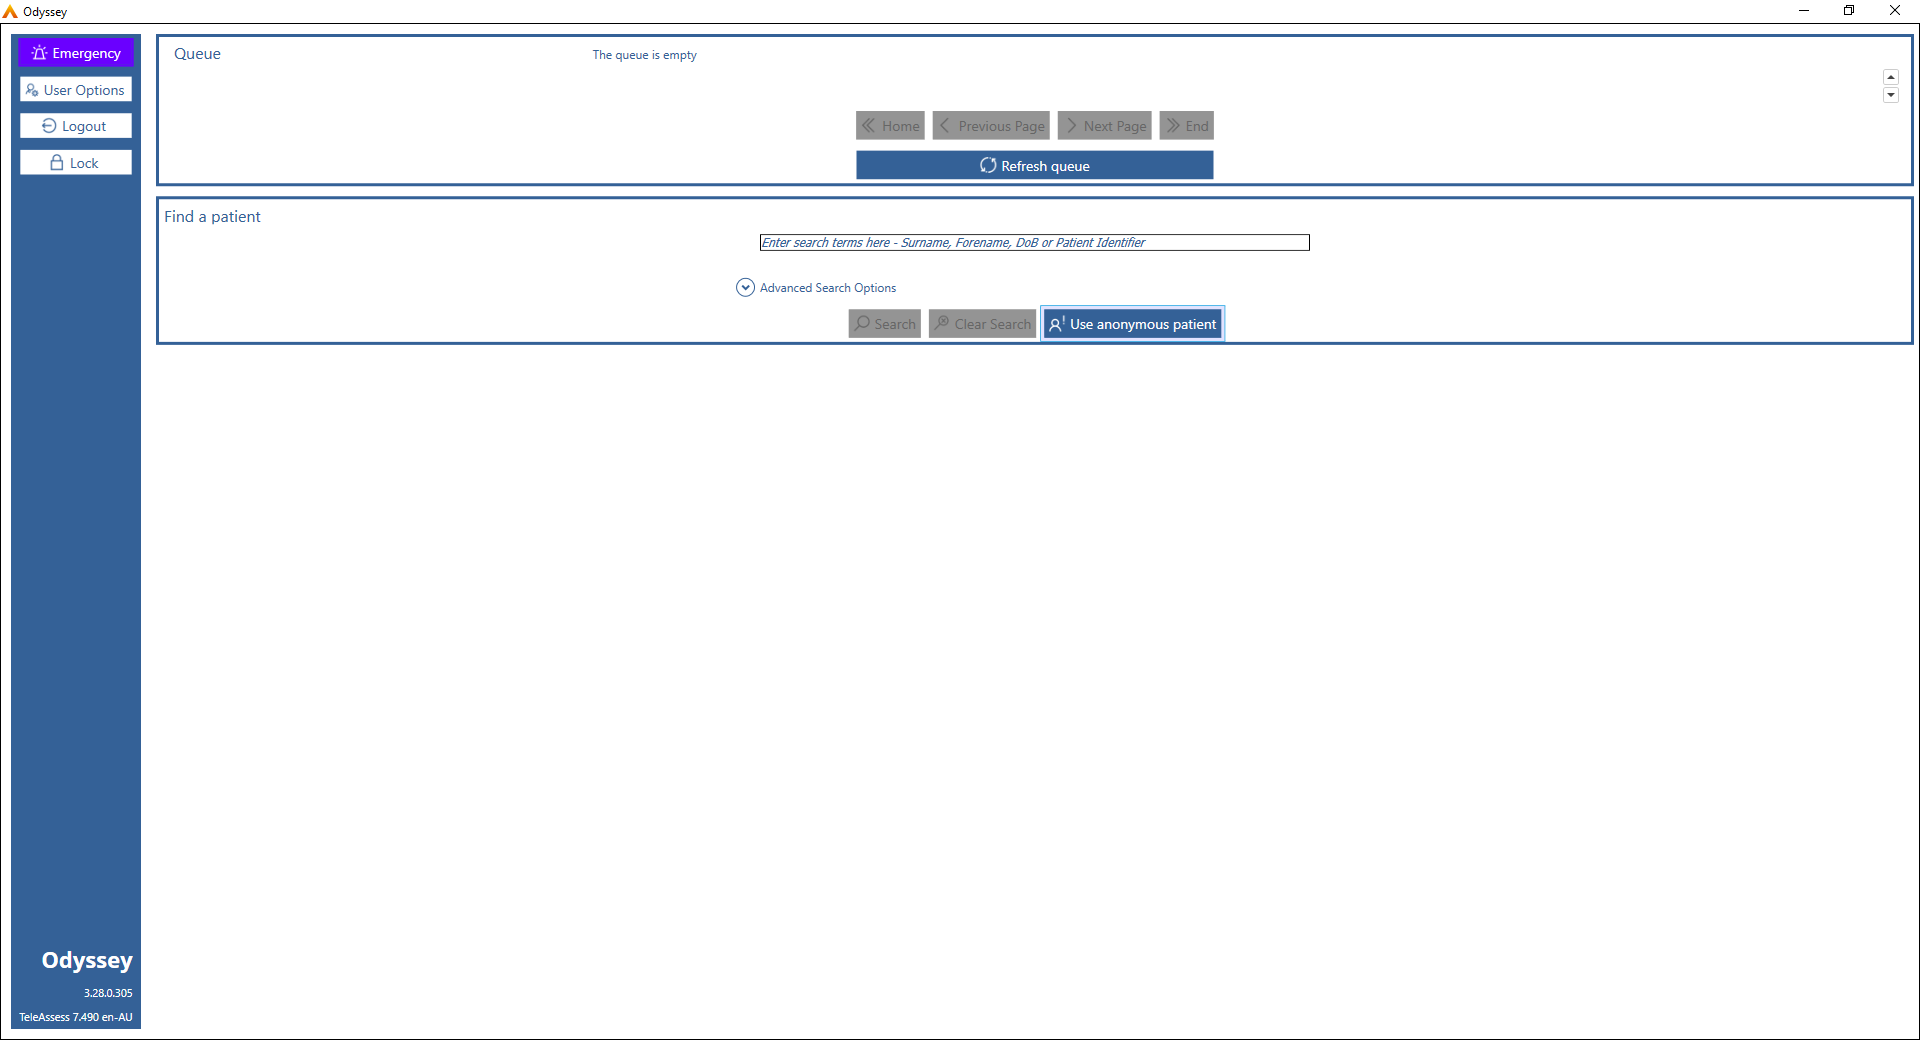 Odyssey
Emergency
User Options
Logout
Lock
Queue
The queue is empty
Home Previous Page Next Page End
Refresh queue
Find a patient
Enter search terms here - Surname, Forename, DoB or Patient Identifier
Advanced Search Options
Search Clear Search Use anonymous patient
Odyssey
3.28.0.305
TeleAssess 7.490 en-AU